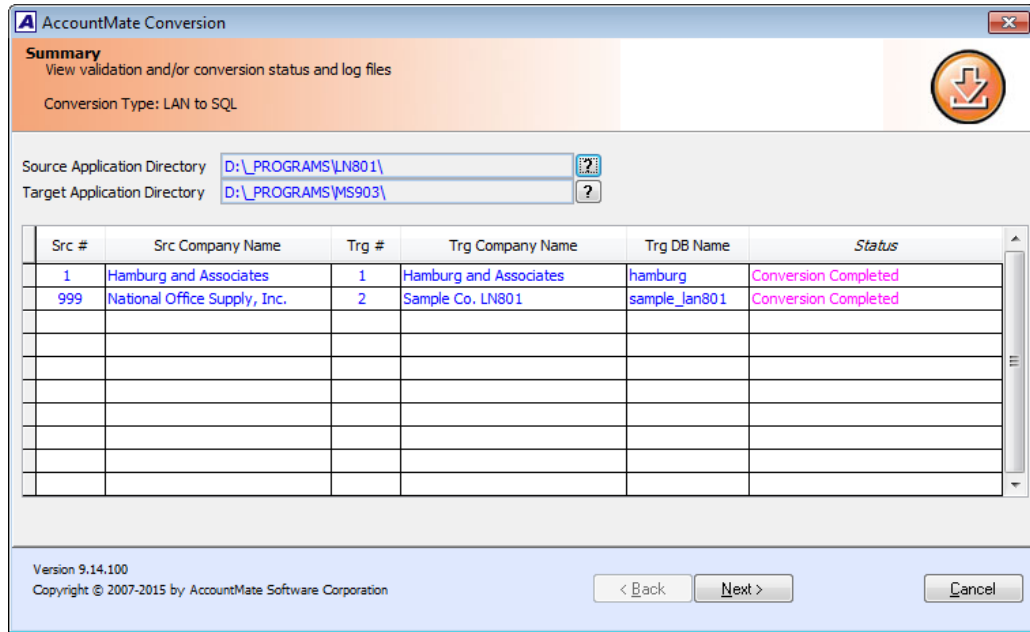 AccountMate Conversion
Summary
View validation and/or conversion status and log files
Conversion Type: LAN to SQL
Source Application Directory D:\_PROGRAMS\LN801\ ?
Target Application Directory D:\_PROGRAMS\MS903\ ?
Src # Src Company Name Trg # Trg Company Name Trg DB Name Status
1 Hamburg and Associates 1 Hamburg and Associates hamburg Conversion Completed
999 National Office Supply, Inc. 2 Sample Co. LN801 sample_lan801 Conversion Completed
Version 9.14.100
Copyright © 2007-2015 by AccountMate Software Corporation
< Back Next > Cancel